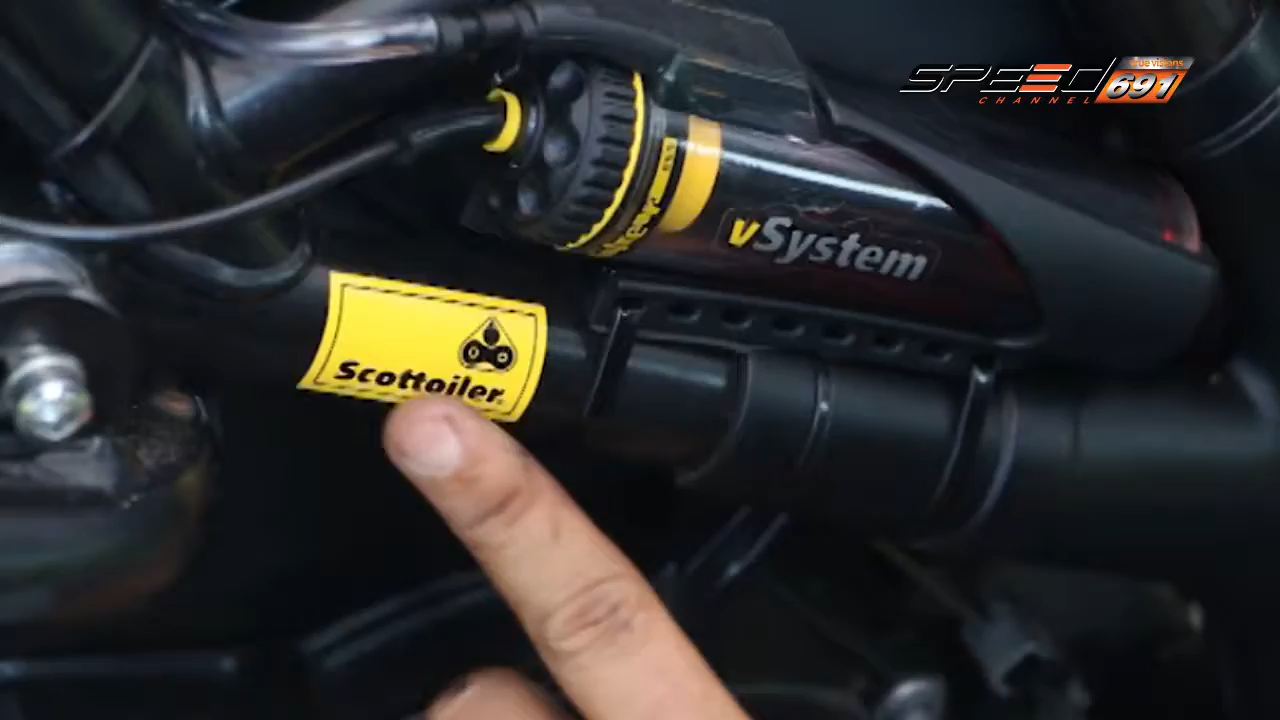 SPEED
CHANNEL
true visions
691
vSystem
Scottoiler